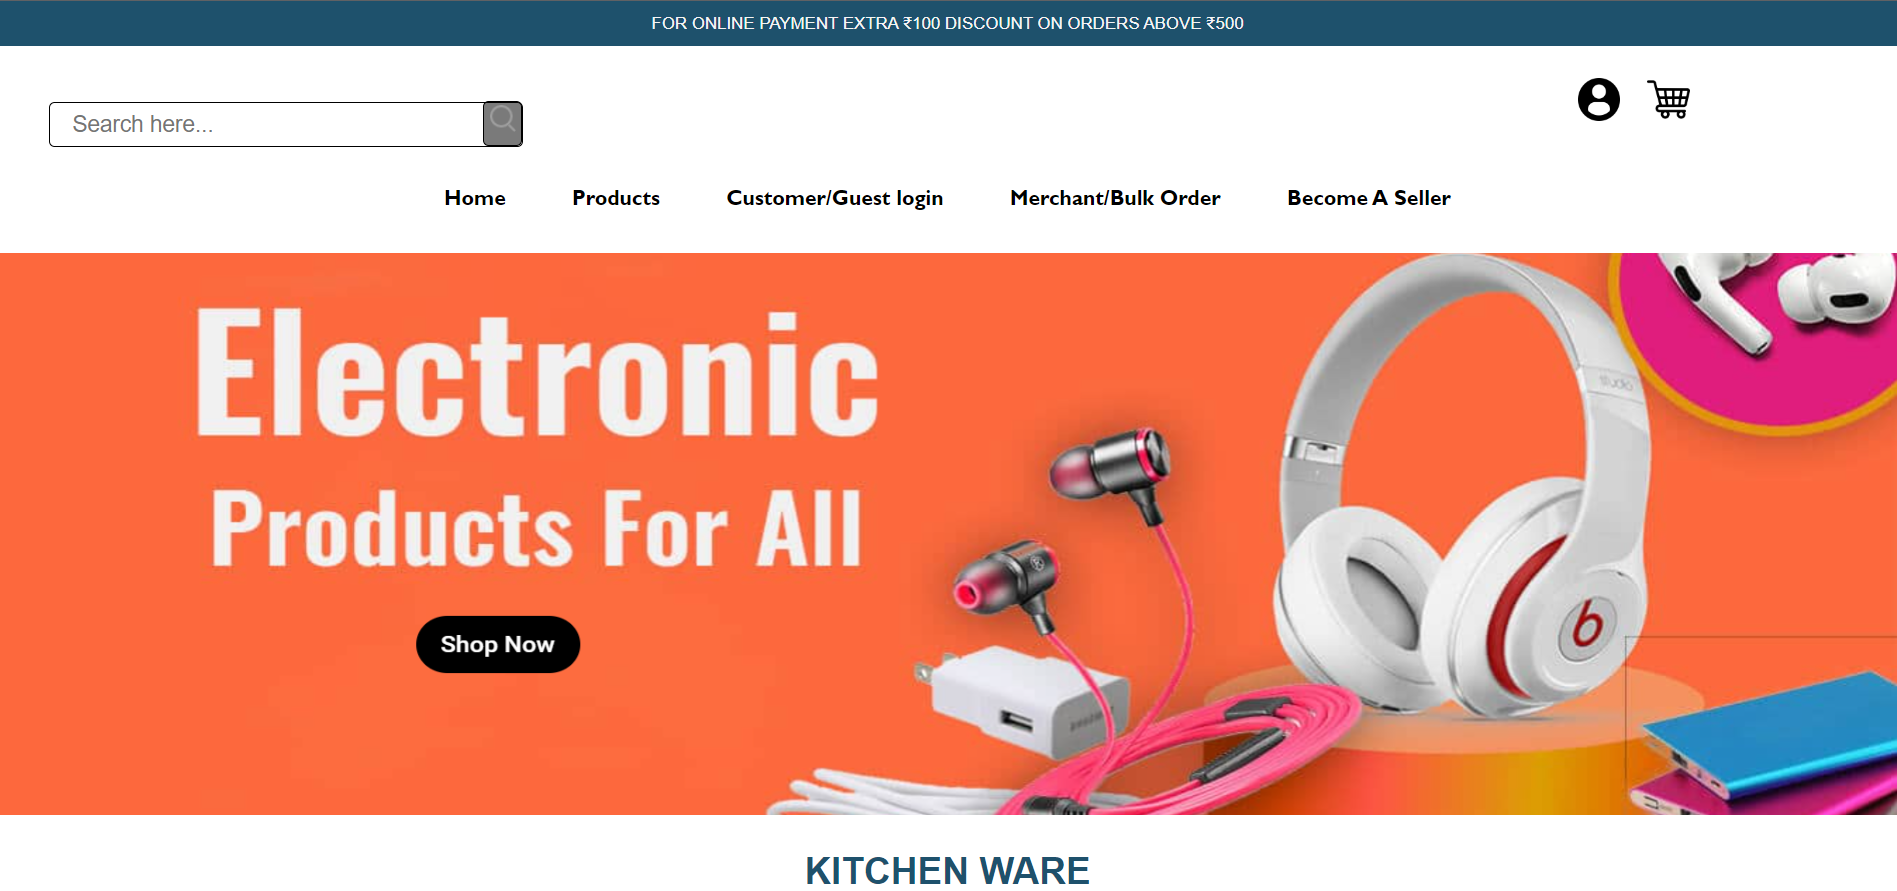 FOR ONLINE PAYMENT EXTRA ₹100 DISCOUNT ON ORDERS ABOVE ₹500
Search here...
Home Products Customer/Guest login Merchant/Bulk Order Become A Seller
Electronic
Products For All
Shop Now
studio
b
KITCHEN WARE